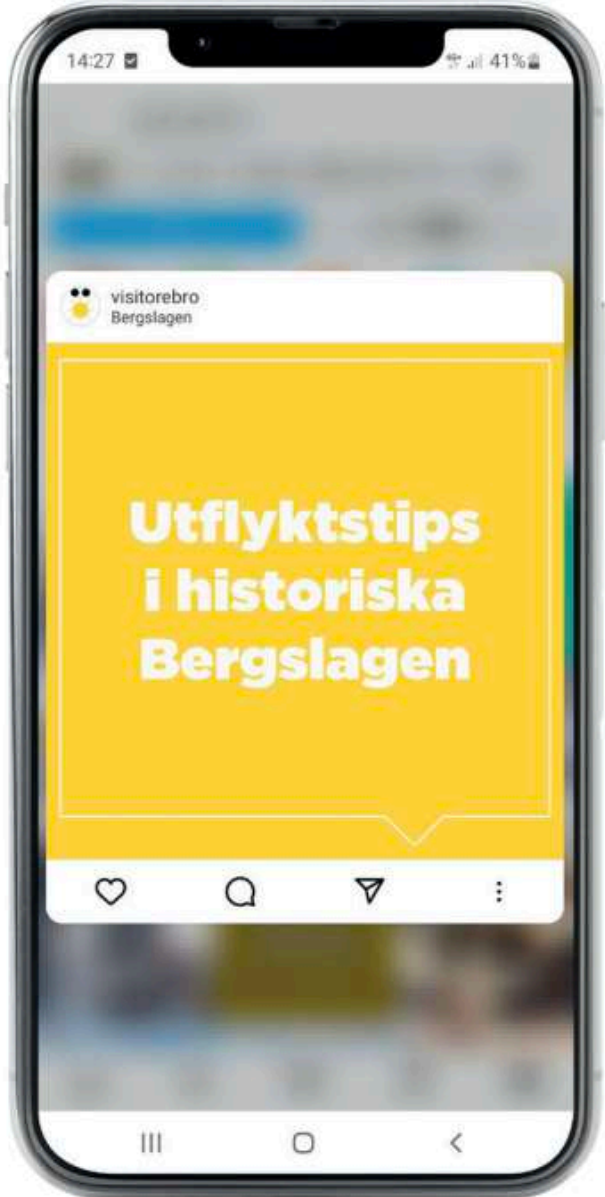 14:27
41%
visitorebro
Bergslagen
Utflyktstips
i historiska
Bergslagen